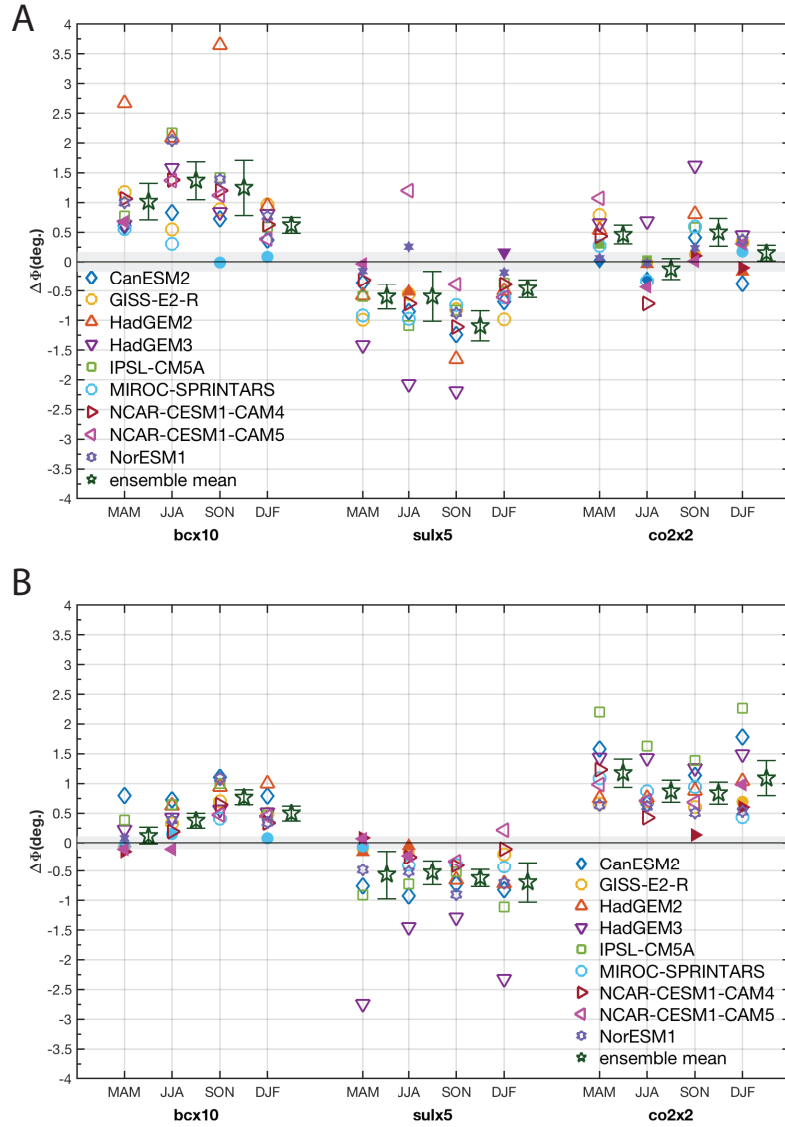 A
ΔΦ(deg.)
4
3.5
3
2.5
2
1.5
1
0.5
0
-0.5
-1
-1.5
-2
-2.5
-3
-3.5
-4
CanESM2
GISS-E2-R
HadGEM2
HadGEM3
IPSL-CM5A
MIROC-SPRINTARS
NCAR-CESM1-CAM4
NCAR-CESM1-CAM5
NorESM1
ensemble mean
MAM JJA SON DJF MAM JJA SON DJF MAM JJA SON DJF
bcx10 sulx5 co2x2
B
ΔΦ(deg.)
4
3.5
3
2.5
2
1.5
1
0.5
0
-0.5
-1
-1.5
-2
-2.5
-3
-3.5
-4
CanESM2
GISS-E2-R
HadGEM2
HadGEM3
IPSL-CM5A
MIROC-SPRINTARS
NCAR-CESM1-CAM4
NCAR-CESM1-CAM5
NorESM1
ensemble mean
MAM JJA SON DJF MAM JJA SON DJF MAM JJA SON DJF
bcx10 sulx5 co2x2